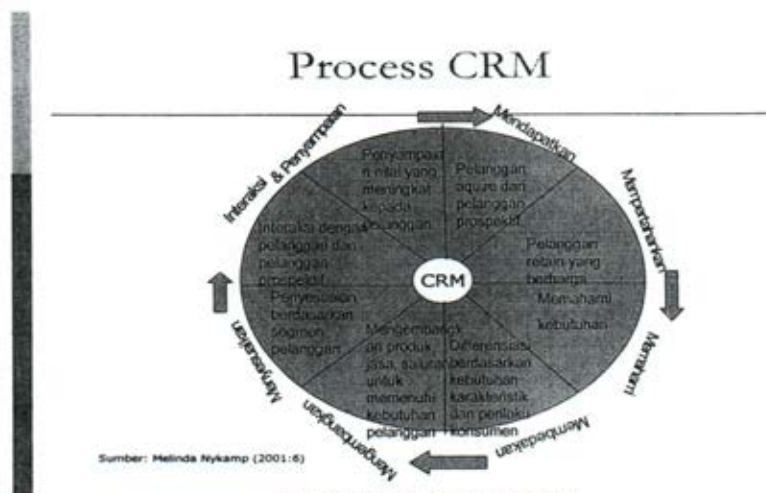 Process CRM
Mendapatkan
Mempertahankan
Memahami
Membedakan
Mengembangkan
Menyesuaikan
Interaksi & Penyampaian
Penyampaia
n nilai yang
meningkat
kepada
pelanggan
Pelanggan
aquire dan
pelanggan
prospektif
Pelanggan
retain yang
berharga
Memahami
kebutuhan
Differensiasi
berdasarkan
kebutuhan
karakteristik
dan perilaku
konsumen
Mengembangk
an produk,
jasa, saluran
untuk
memenuhi
kebutuhan
pelanggan
Penyesuaian
berdasarkan
segmen
pelanggan
Interaksi dengan
pelanggan dan
pelanggan
prospektif
CRM
Sumber: Melinda Nykamp (2001:6)